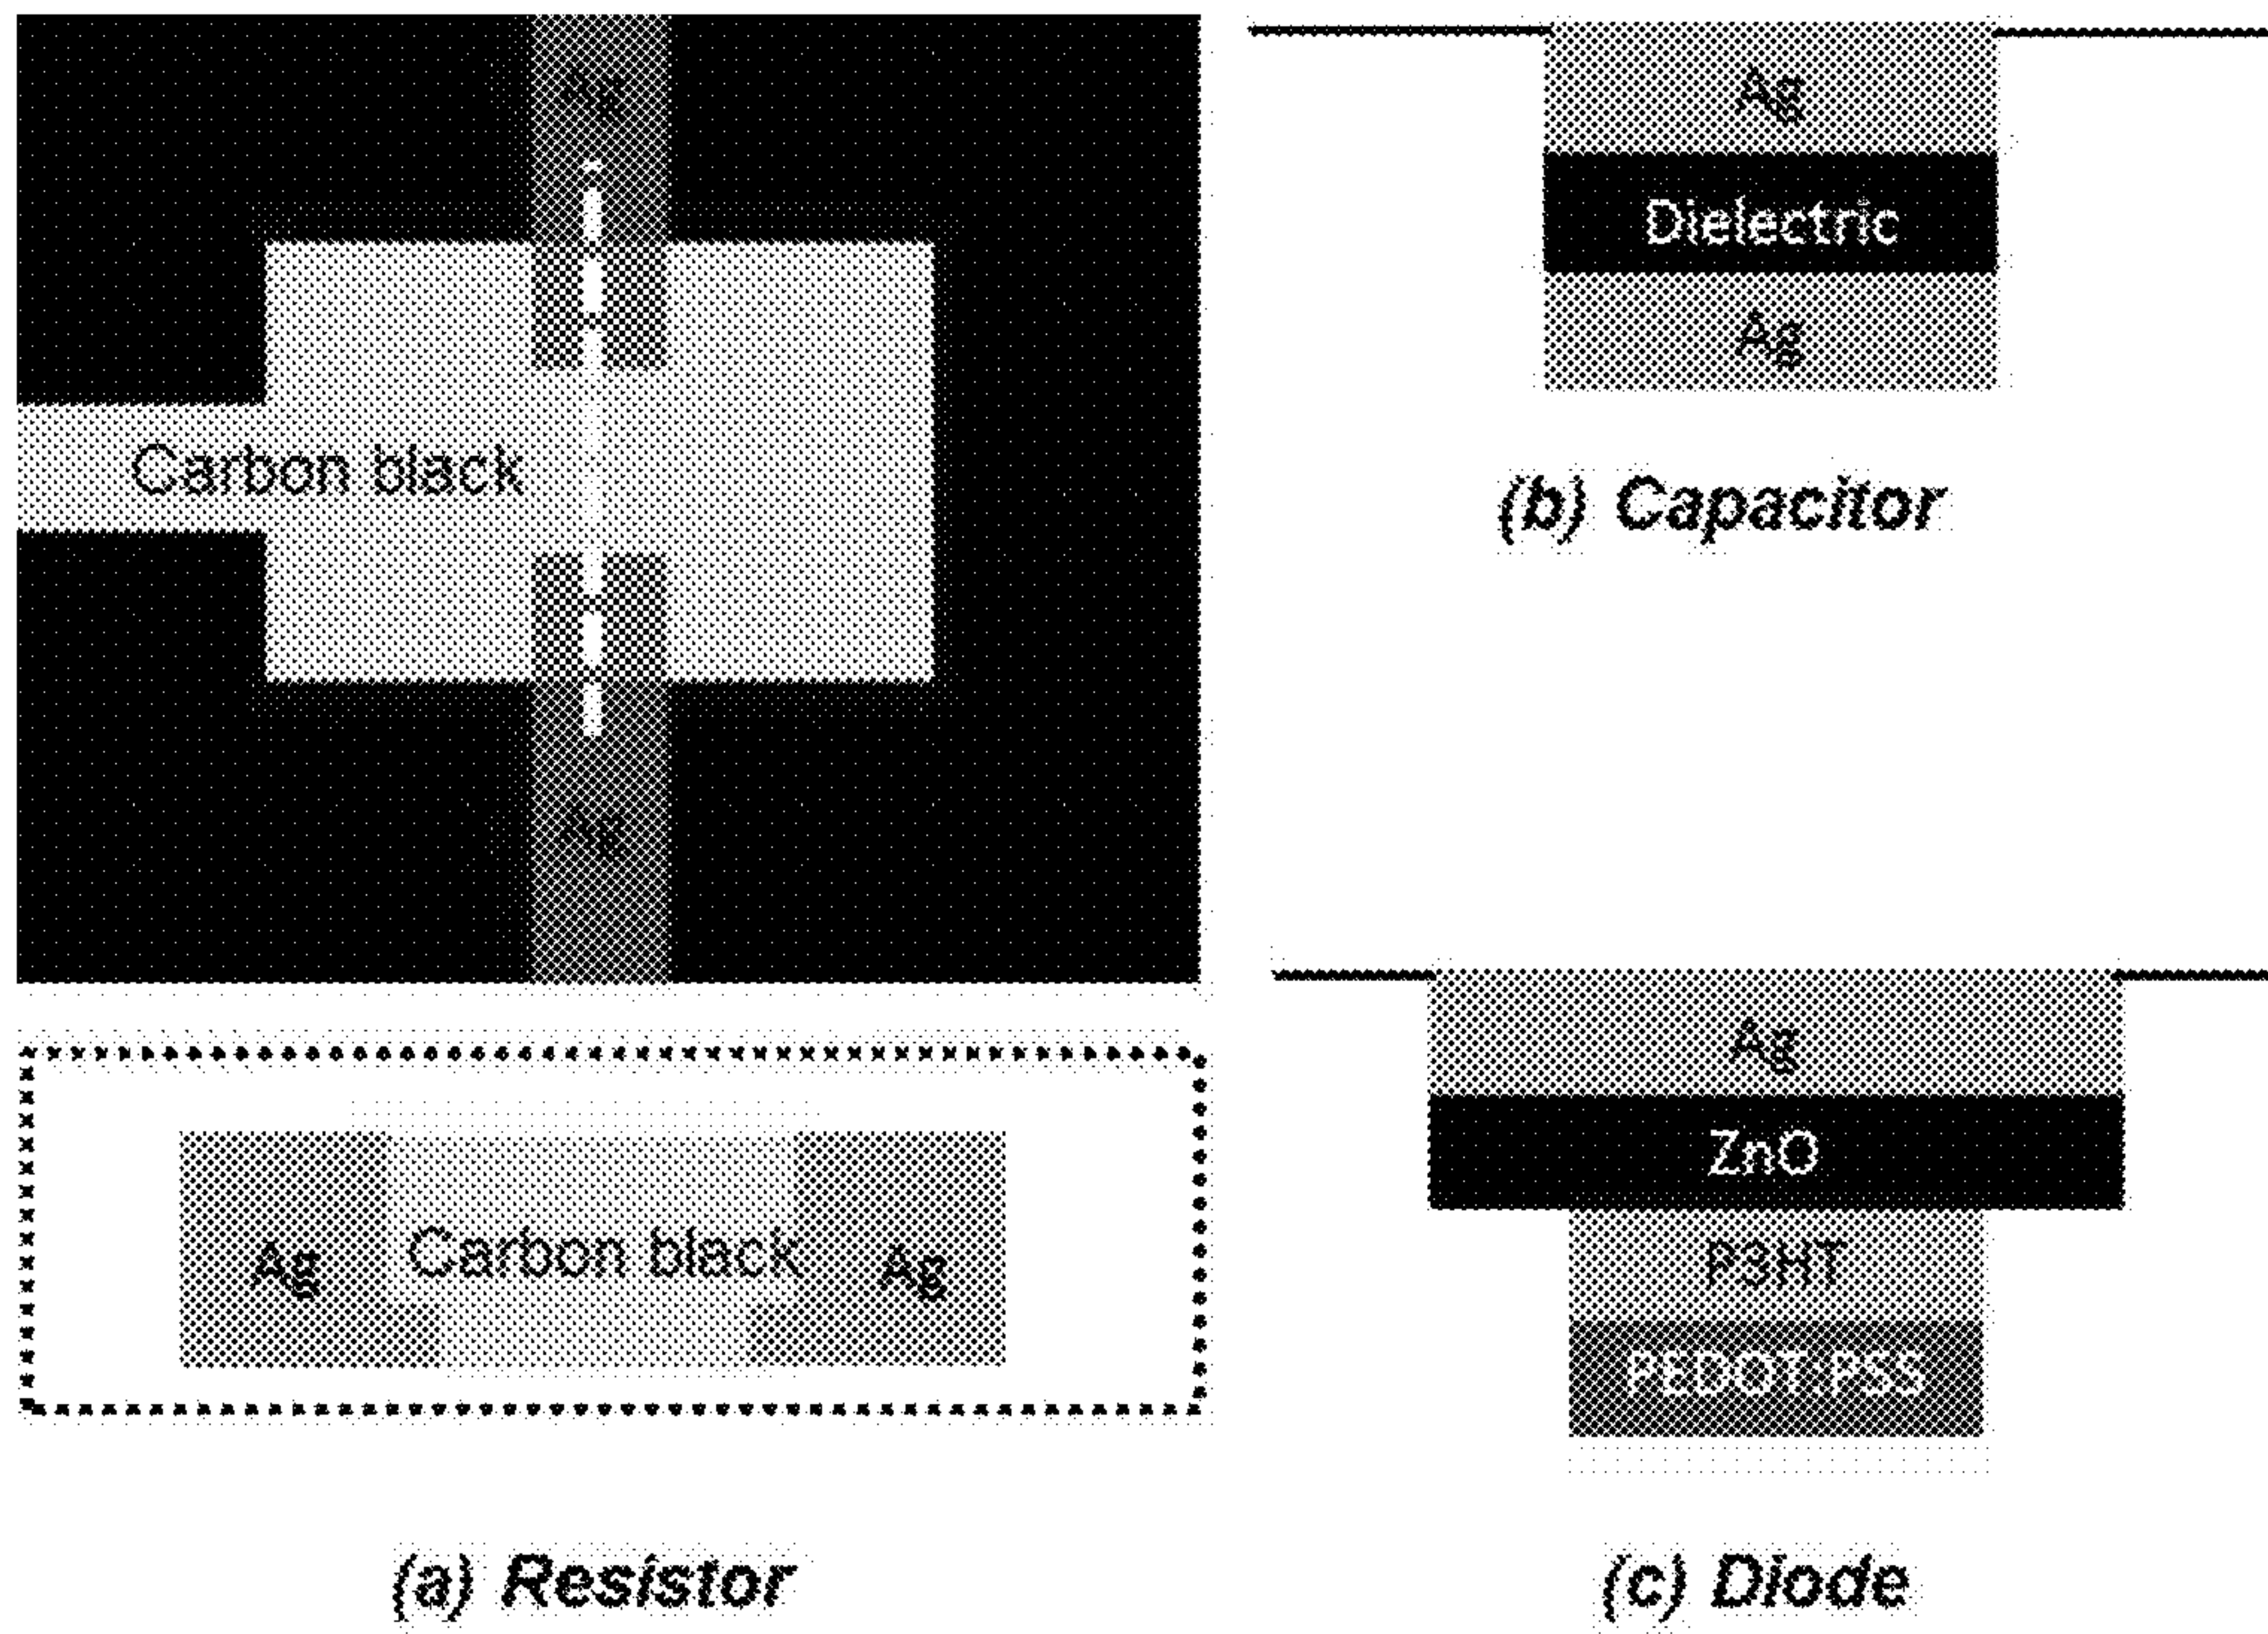 Ag
Carbon black
Ag
Ag
Carbon black
Ag
(a) Resistor
Ag
Dielectric
Ag
(b) Capacitor
Ag
ZnO
P3HT
PEDOT:PSS
(c) Diode